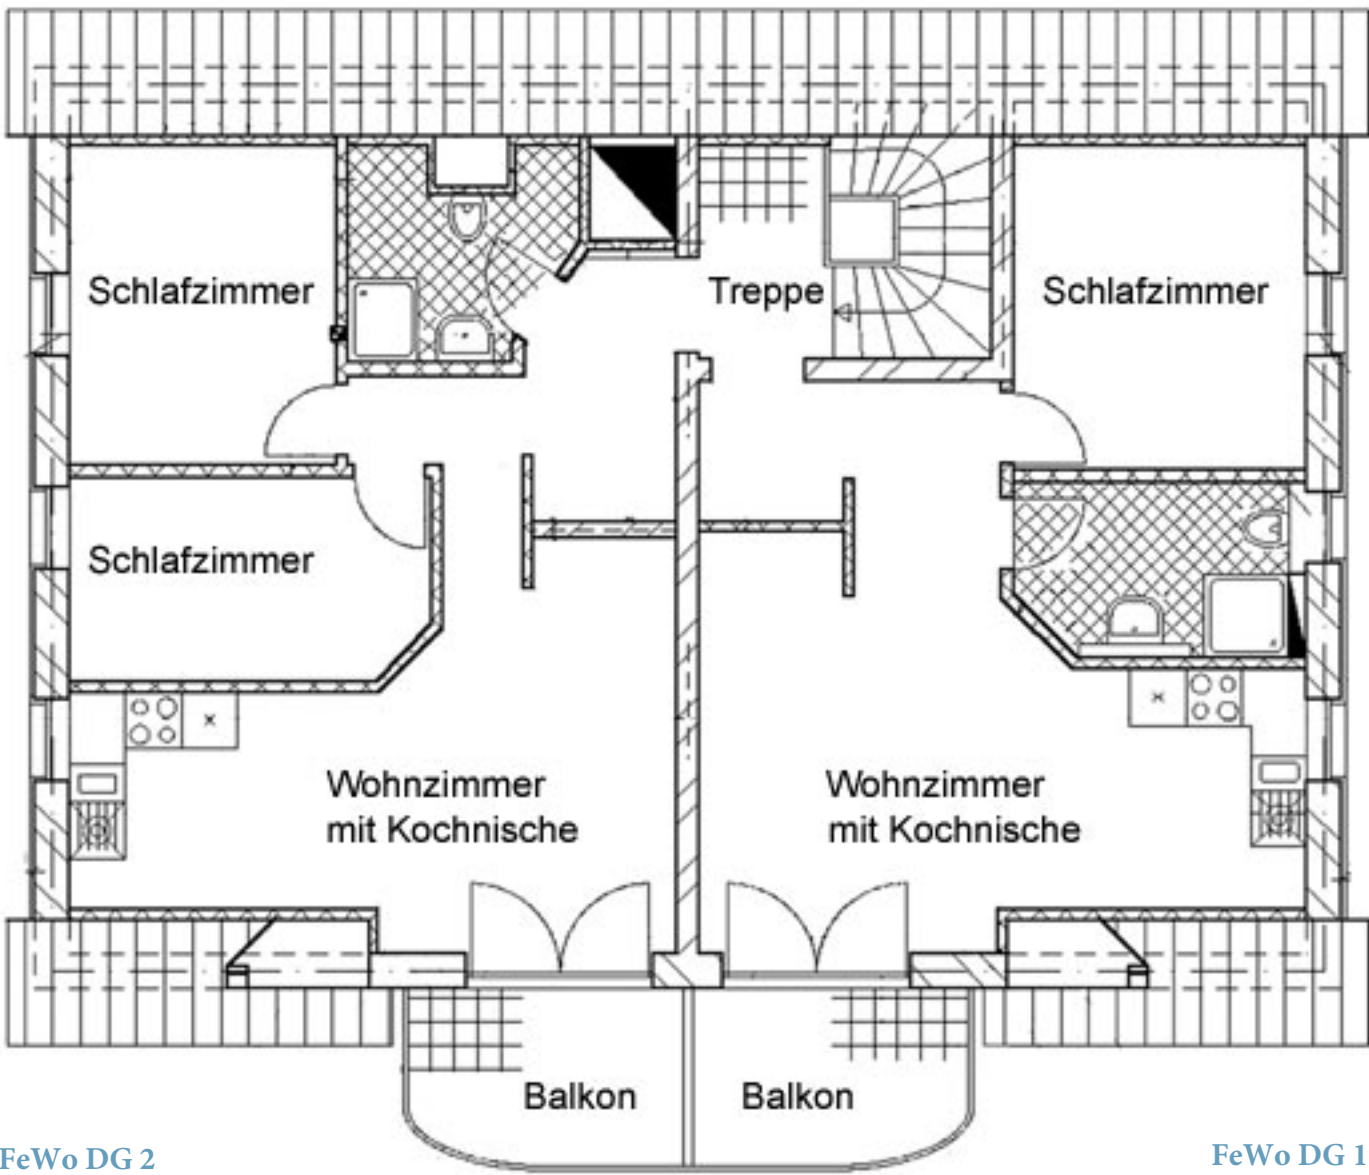 Schlafzimmer
Treppe
Schlafzimmer
Schlafzimmer
Wohnzimmer
mit Kochnische
Wohnzimmer
mit Kochnische
Balkon
Balkon
FeWo DG 2
FeWo DG 1